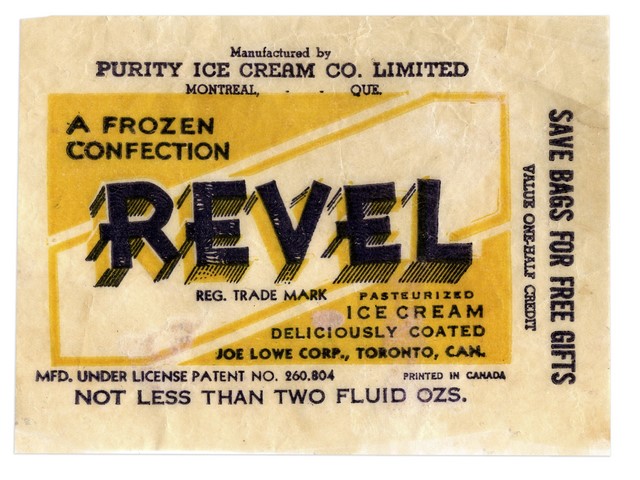 Manufactured by
PURITY ICE CREAM CO. LIMITED
MONTREAL, - - QUE.
A FROZEN
CONFECTION
REVEL
REG. TRADE MARK
PASTEURIZED
ICE CREAM
DELICIOUSLY COATED
JOE LOWE CORP., TORONTO, CAN.
MFD. UNDER LICENSE PATENT NO. 260.804
PRINTED IN CANADA
NOT LESS THAN TWO FLUID OZS.
SAVE BAGS FOR FREE GIFTS
VALUE ONE-HALF CREDIT